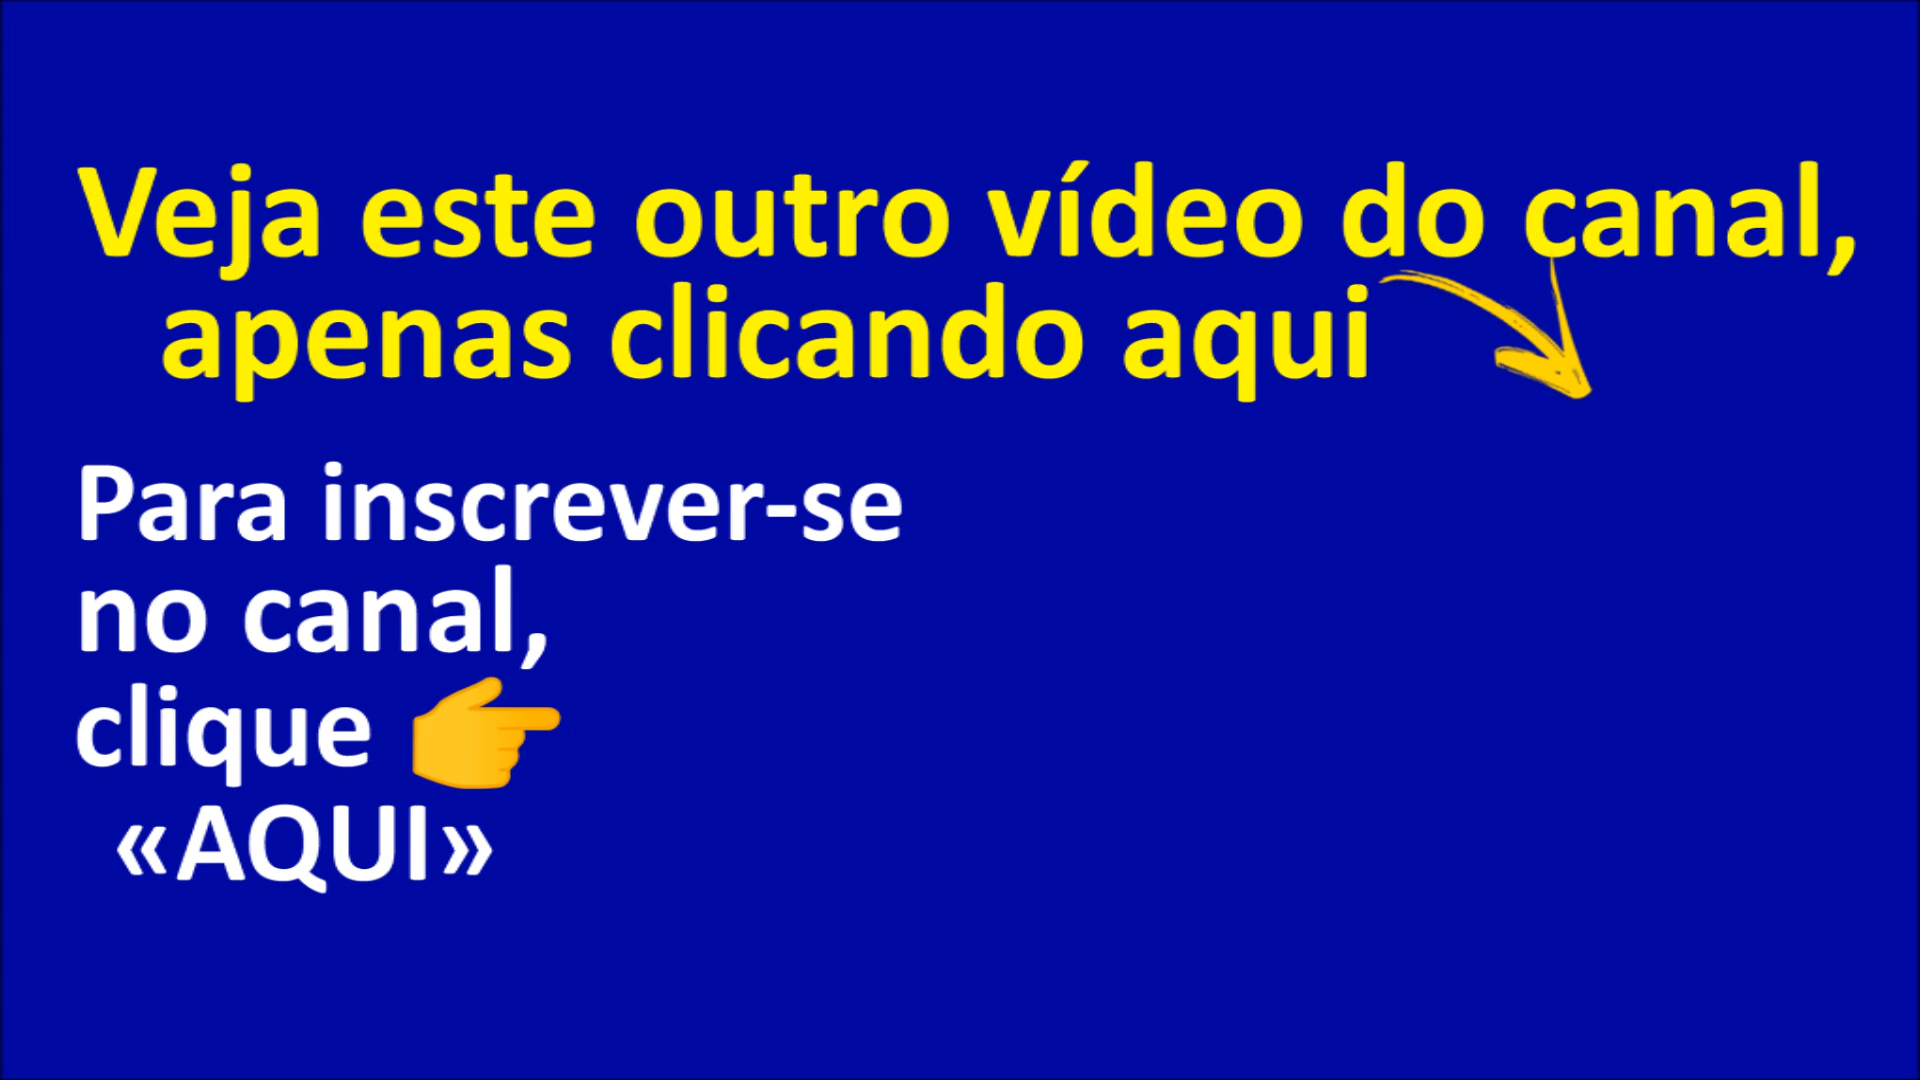 Veja este outro vídeo do canal,
apenas clicando aqui
Para inscrever-se
no canal,
clique 👉
«AQUI»